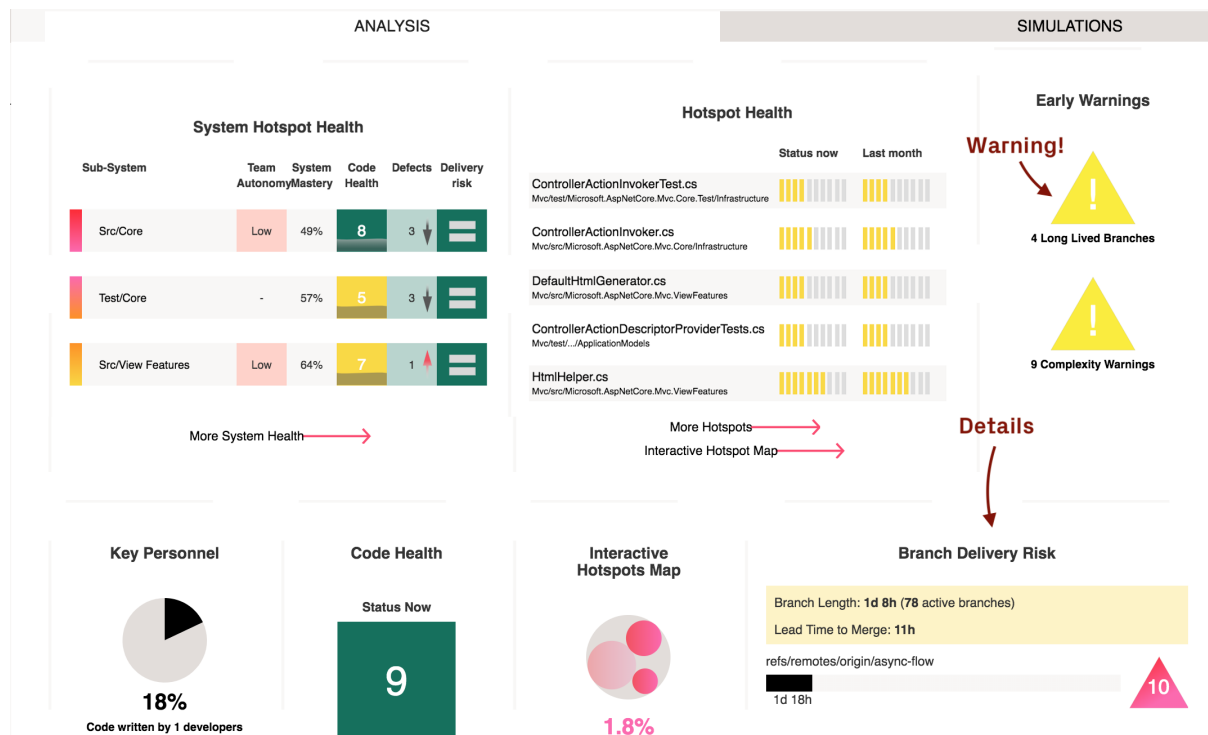 ANALYSIS
SIMULATIONS
System Hotspot Health
Sub-System
Team Autonomy
System Mastery
Code Health
Defects
Delivery risk
Src/Core
Low
49%
8
3
Test/Core
-
57%
5
3
Src/View Features
Low
64%
7
1
More System Health
Hotspot Health
Status now
Last month
ControllerActionInvokerTest.cs
Mvc/test/Microsoft.AspNetCore.Mvc.Core.Test/Infrastructure
ControllerActionInvoker.cs
Mvc/src/Microsoft.AspNetCore.Mvc.Core/Infrastructure
DefaultHtmlGenerator.cs
Mvc/src/Microsoft.AspNetCore.Mvc.ViewFeatures
ControllerActionDescriptorProviderTests.cs
Mvc/test/.../ApplicationModels
HtmlHelper.cs
Mvc/src/Microsoft.AspNetCore.Mvc.ViewFeatures
More Hotspots
Interactive Hotspot Map
Early Warnings
Warning!
!
4 Long Lived Branches
!
9 Complexity Warnings
Details
Key Personnel
18%
Code written by 1 developers
Code Health
Status Now
9
Interactive
Hotspots Map
1.8%
Branch Delivery Risk
Branch Length: 1d 8h (78 active branches)
Lead Time to Merge: 11h
refs/remotes/origin/async-flow
1d 18h
10